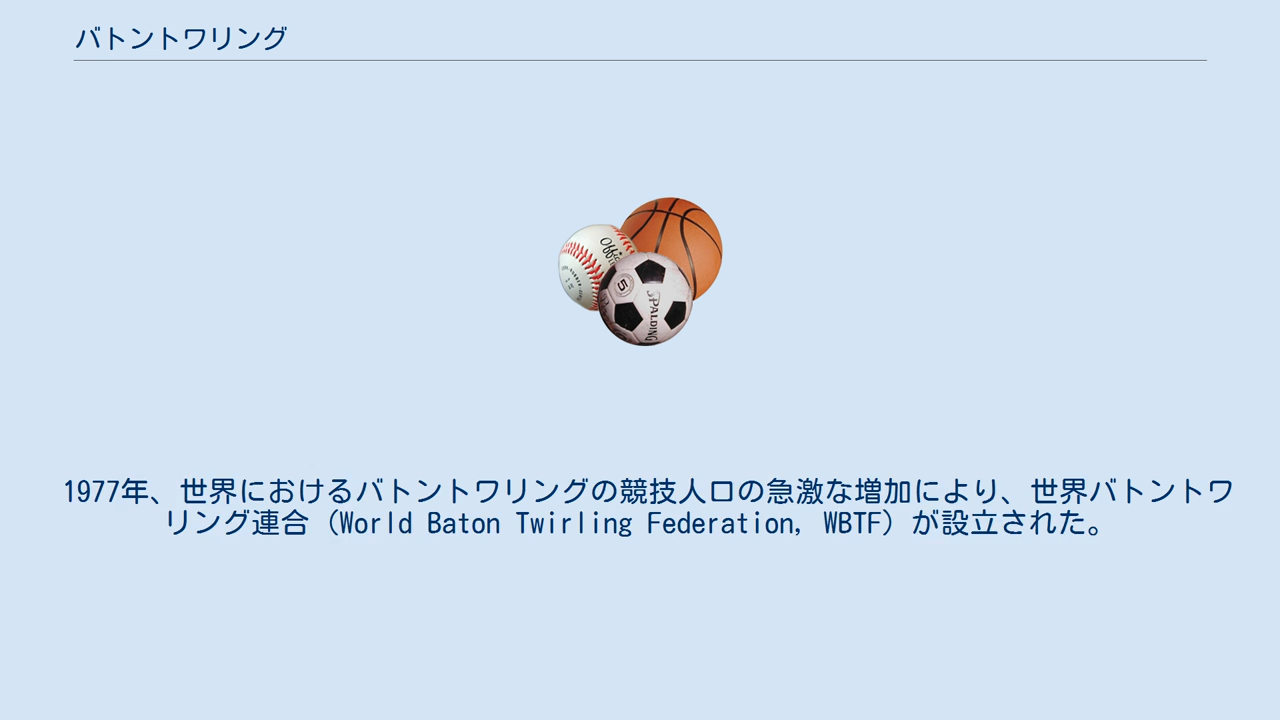 バトントワリング
Offici
5
SPALDING
1977年、世界におけるバトントワリングの競技人口の急激な増加により、世界バトントワ
リング連合 (World Baton Twirling Federation, WBTF) が設立された。